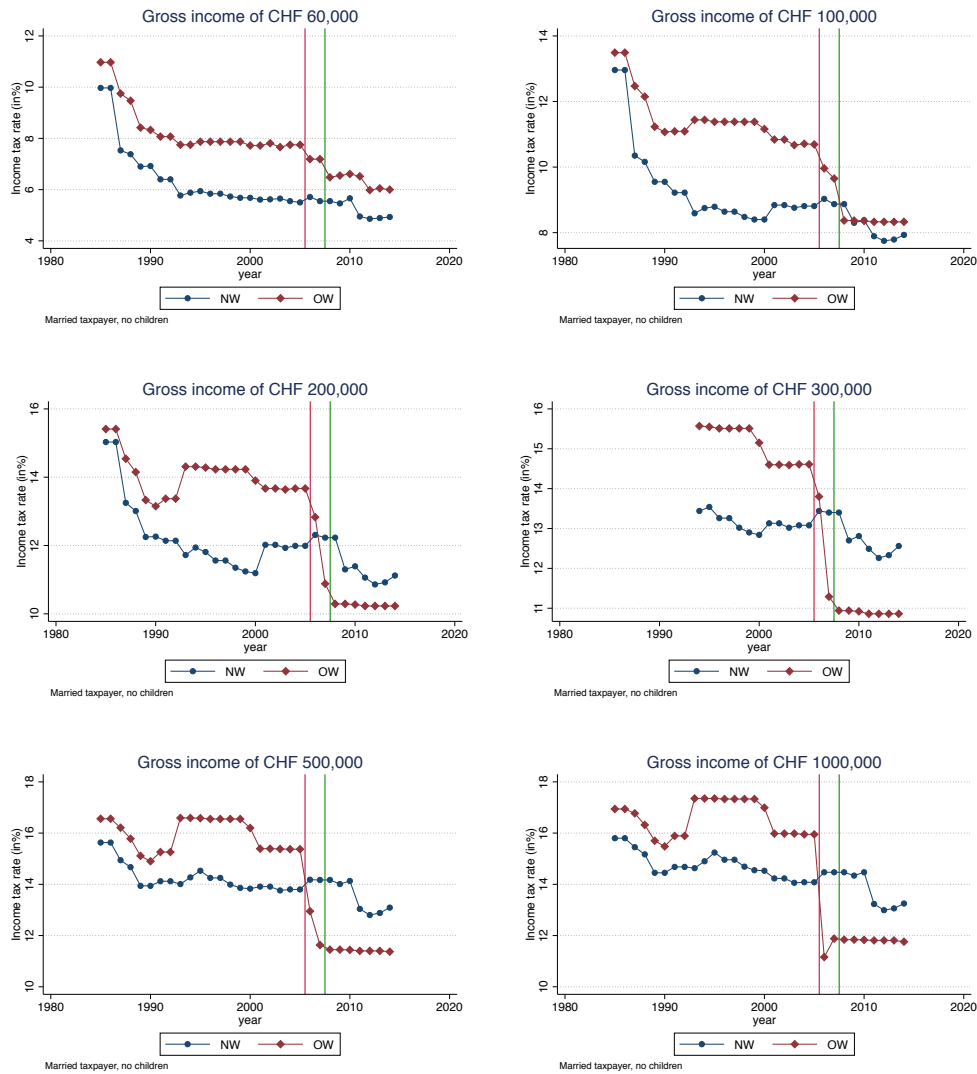 Gross income of CHF 60,000
Income tax rate (in%)
12
10
8
6
4
1980 1990 2000 2010 2020
year
NW OW
Married taxpayer, no children
Gross income of CHF 100,000
Income tax rate (in%)
14
12
10
8
1980 1990 2000 2010 2020
year
NW OW
Married taxpayer, no children
Gross income of CHF 200,000
Income tax rate (in%)
16
14
12
10
1980 1990 2000 2010 2020
year
NW OW
Married taxpayer, no children
Gross income of CHF 300,000
Income tax rate (in%)
16
15
14
13
12
11
1980 1990 2000 2010 2020
year
NW OW
Married taxpayer, no children
Gross income of CHF 500,000
Income tax rate (in%)
18
16
14
12
10
1980 1990 2000 2010 2020
year
NW OW
Married taxpayer, no children
Gross income of CHF 1000,000
Income tax rate (in%)
18
16
14
12
10
1980 1990 2000 2010 2020
year
NW OW
Married taxpayer, no children